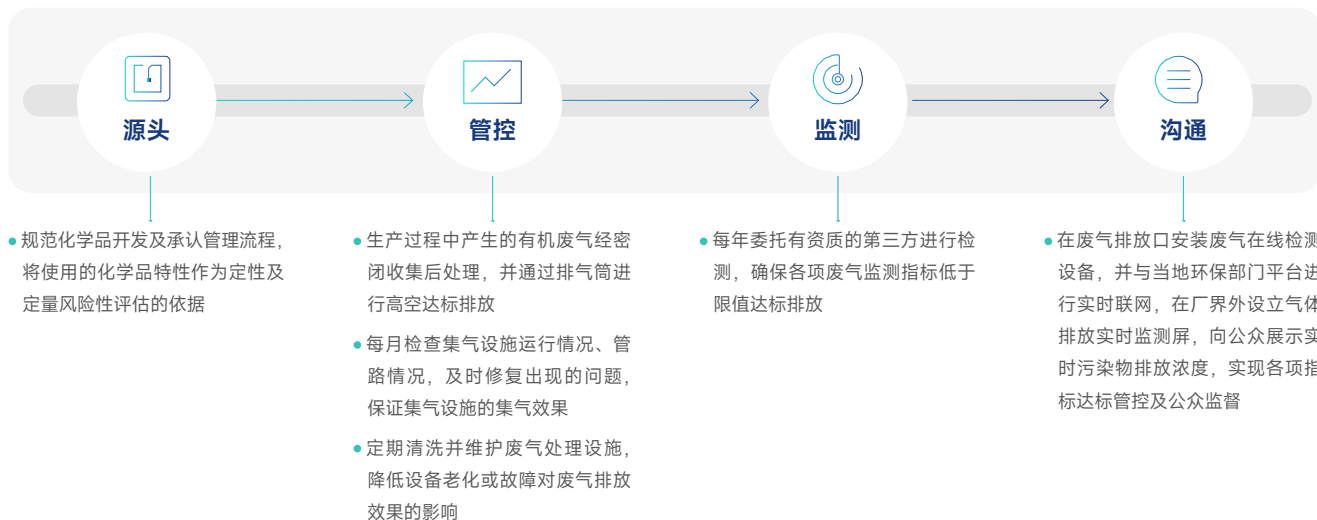 源头
管控
监测
沟通
规范化学品开发及承认管理流程，
将使用的化学品特性作为定性及
定量风险性评估的依据
生产过程中产生的有机废气经密
闭收集后处理，并通过排气筒进
行高空达标排放
每月检查集气设施运行情况、管
路情况，及时修复出现的问题，
保证集气设施的集气效果
定期清洗并维护废气处理设施，
降低设备老化或故障对废气排放
效果的影响
每年委托有资质的第三方进行检
测，确保各项废气监测指标低于
限值达标排放
在废气排放口安装废气在线检测
设备，并与当地环保部门平台进
行实时联网，在厂界外设立气体
排放实时监测屏，向公众展示实
时污染物排放浓度，实现各项指
标达标管控及公众监督